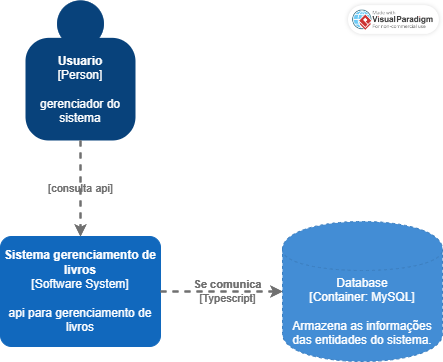 Made with
Visual Paradigm
For non-commercial use
Usuario
[Person]
gerenciador do
sistema
[consulta api]
Sistema gerenciamento de
livros
[Software System]
api para gerenciamento de
livros
Se comunica
[Typescript]
Database
[Container: MySQL]
Armazena as informações
das entidades do sistema.